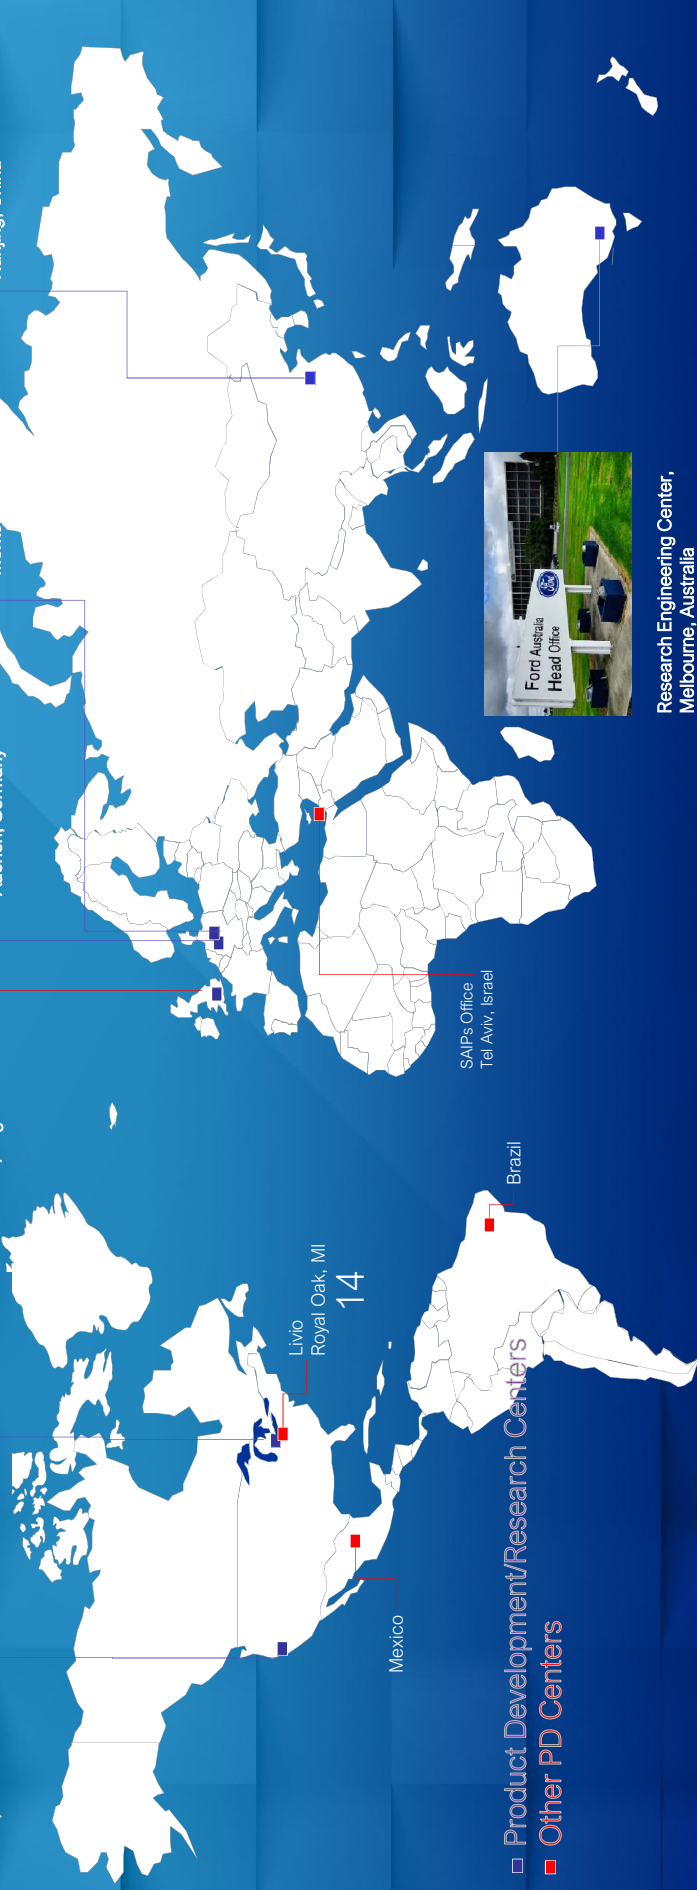 SAIPs Office
Tel Aviv, Israel
Brazil
Livio
Royal Oak, MI
14
Mexico
Ford Australia
Head Office
Ford
Research Engineering Center,
Melbourne, Australia
Product Development/Research Centers
Other PD Centers